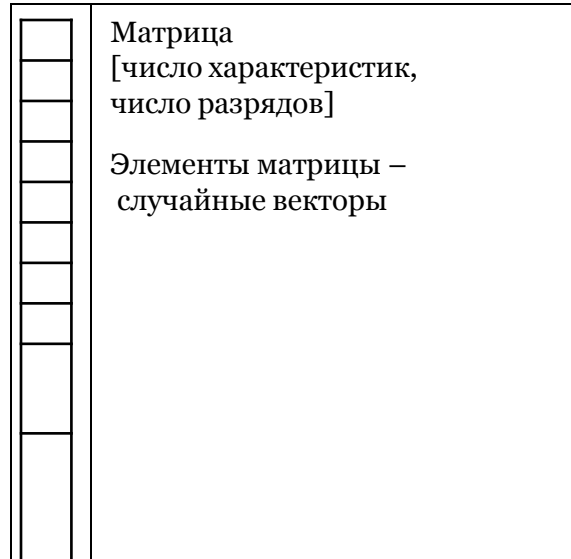 Матрица
[число характеристик,
число разрядов]
Элементы матрицы –
случайные векторы